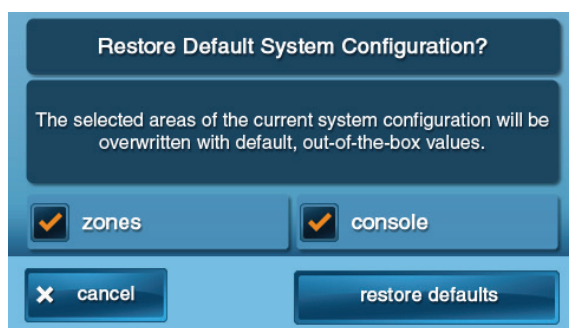 Restore Default System Configuration?
The selected areas of the current system configuration will be
overwritten with default, out-of-the-box values.
zones
console
cancel
restore defaults